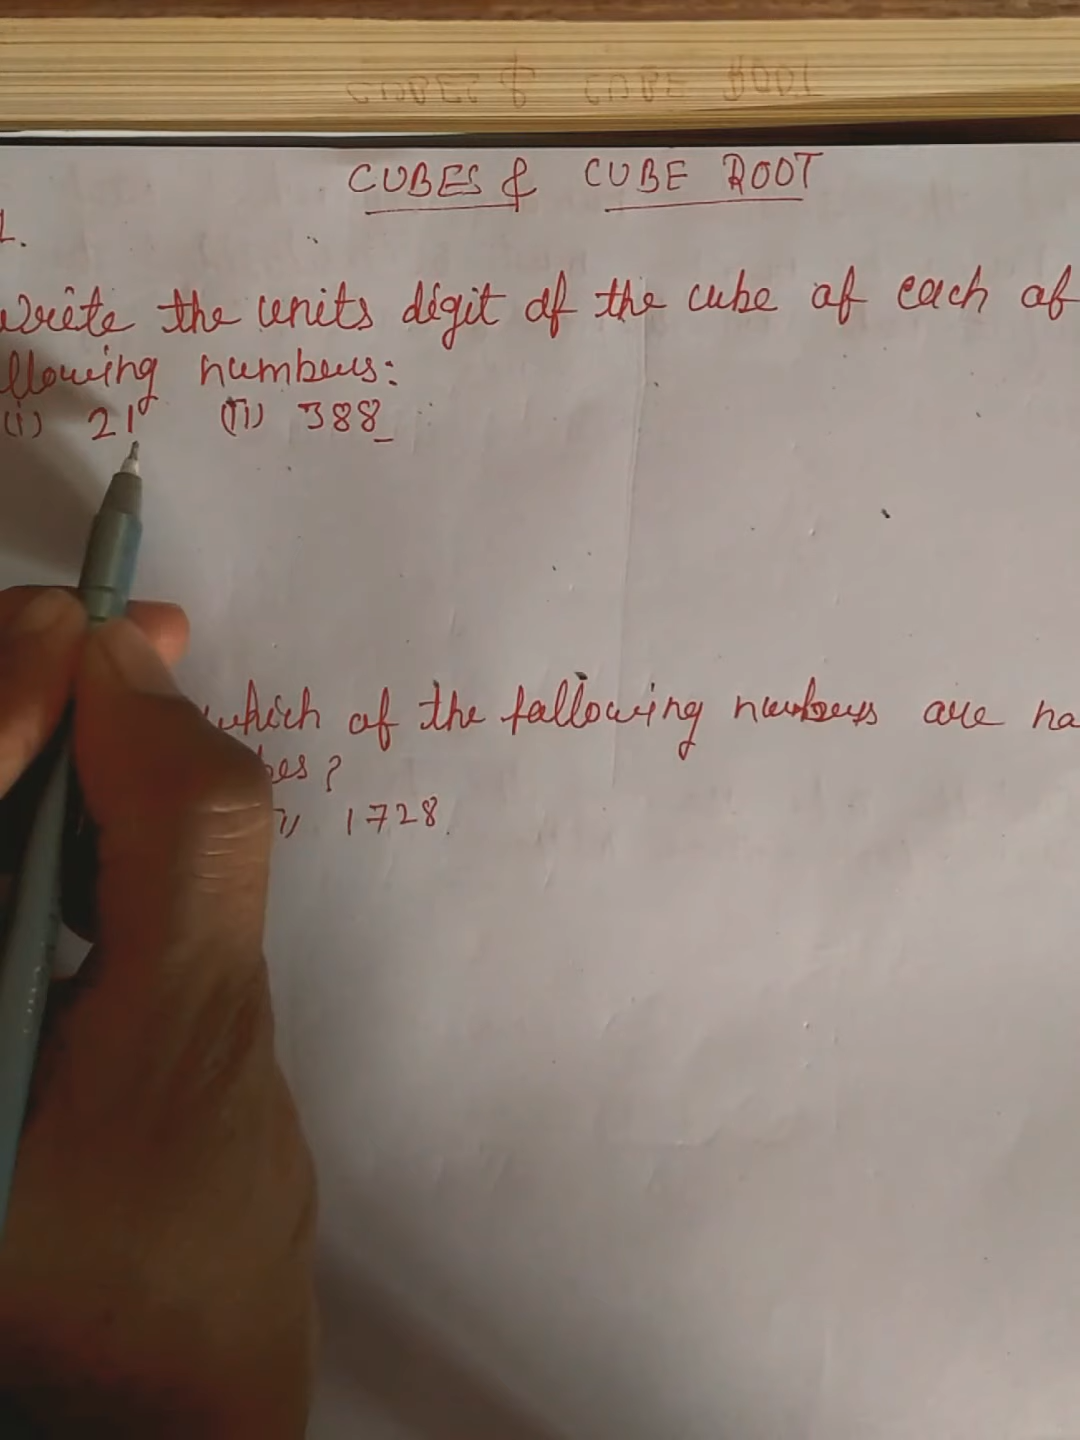 CUBES & CUBE ROOT
1.
write the units digit of the cube of each of
llowing numbers:
(i) 21 (ii) 388
which of the following numbers are
bes?
1728